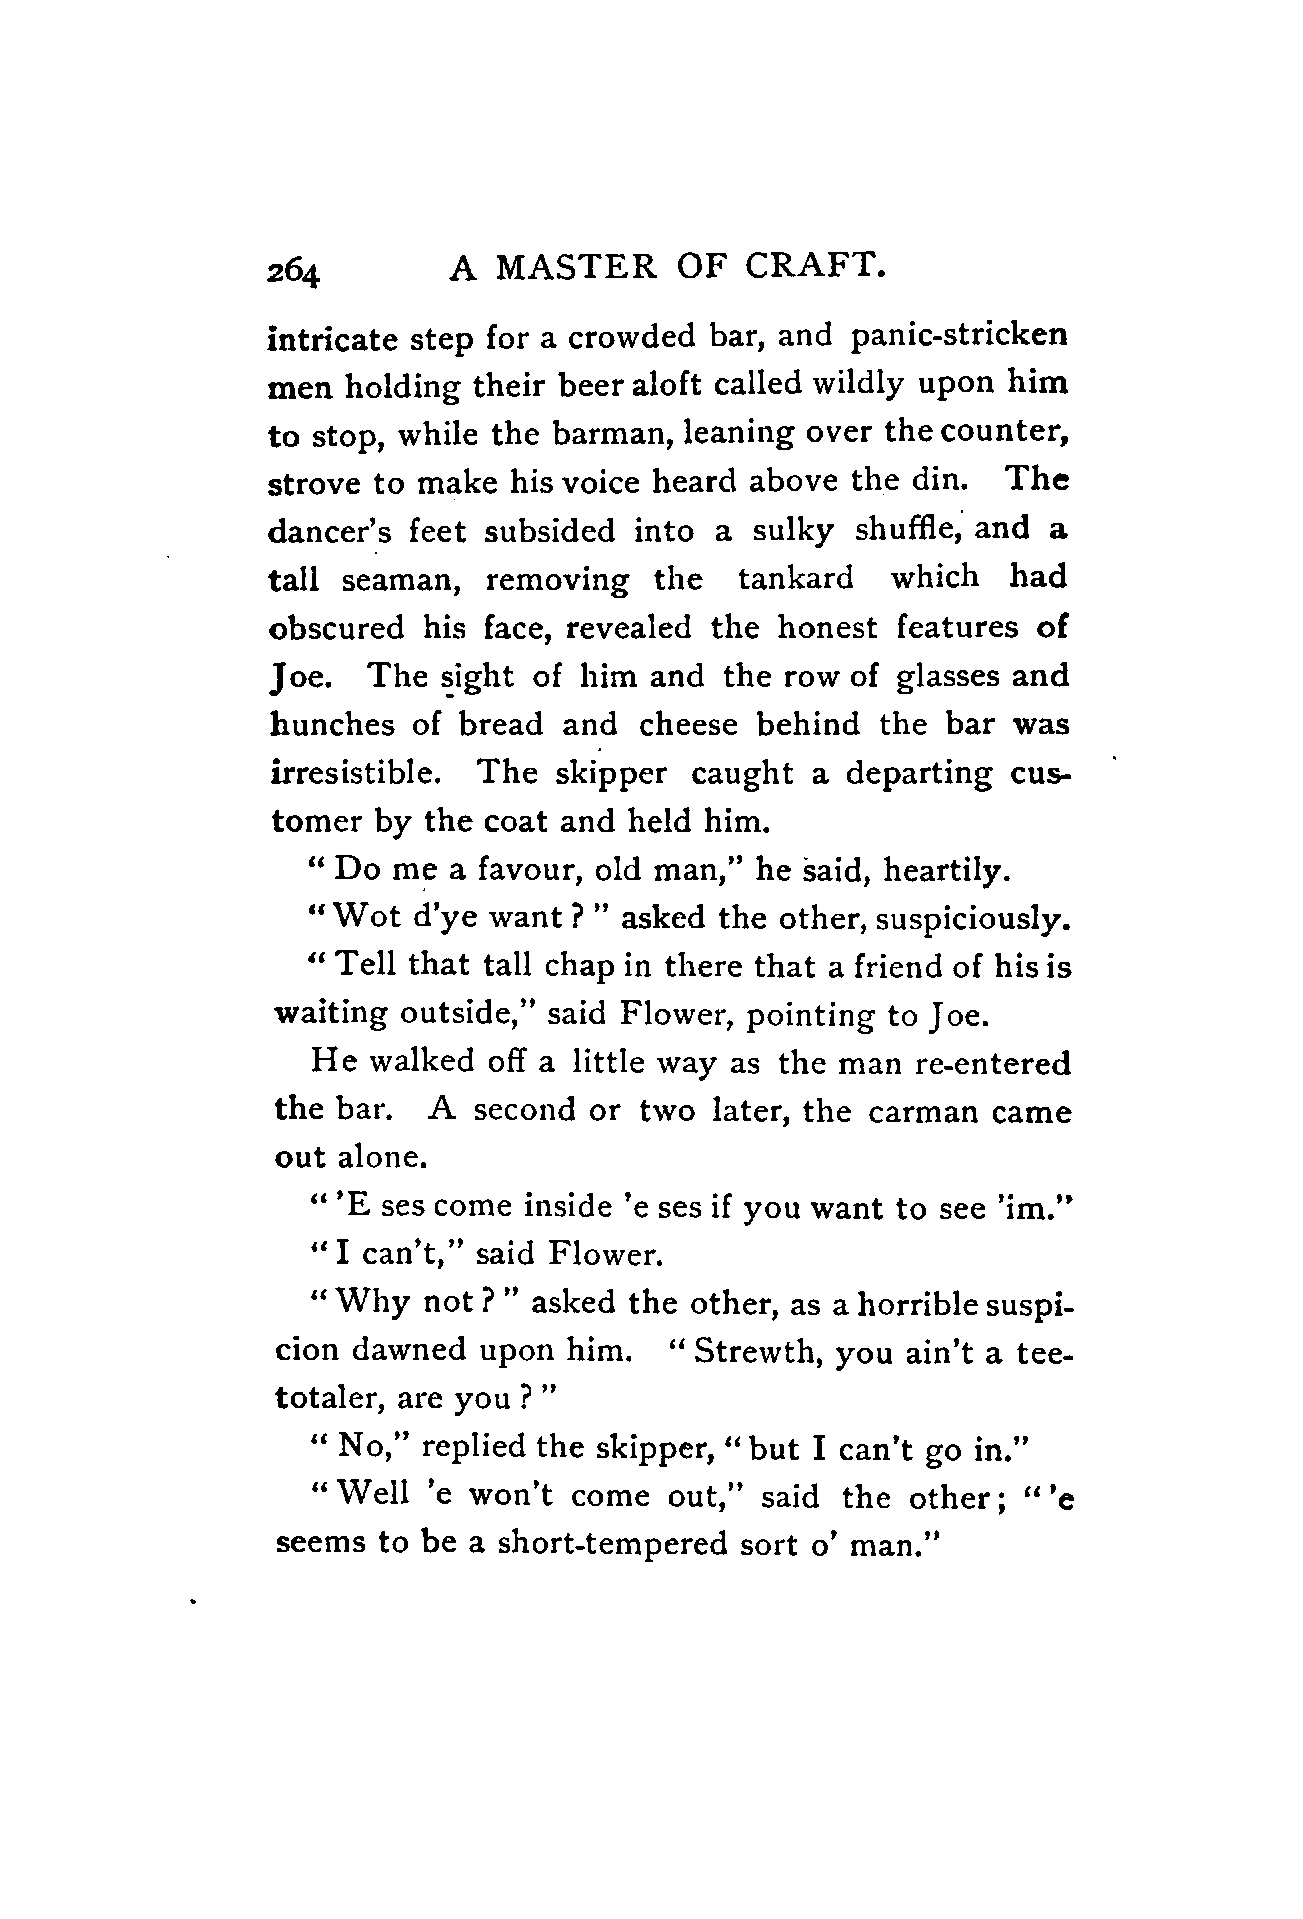 264 A MASTER OF CRAFT.
intricate step for a crowded bar, and panic-stricken
men holding their beer aloft called wildly upon him
to stop, while the barman, leaning over the counter,
strove to make his voice heard above the din. The
dancer's feet subsided into a sulky shuffle, and a
tall seaman, removing the tankard which had
obscured his face, revealed the honest features of
Joe. The sight of him and the row of glasses and
hunches of bread and cheese behind the bar was
irresistible. The skipper caught a departing cus-
tomer by the coat and held him.
"Do me a favour, old man," he said, heartily.
"Wot d'ye want?" asked the other, suspiciously.
"Tell that tall chap in there that a friend of his is
waiting outside," said Flower, pointing to Joe.
He walked off a little way as the man re-entered
the bar. A second or two later, the carman came
out alone.
"'E ses come inside 'e ses if you want to see 'im."
"I can't," said Flower.
"Why not?" asked the other, as a horrible suspi-
cion dawned upon him. "Strewth, you ain't a tee-
totaler, are you?"
"No," replied the skipper, "but I can't go in."
"Well 'e won't come out," said the other; "'e
seems to be a short-tempered sort o' man."